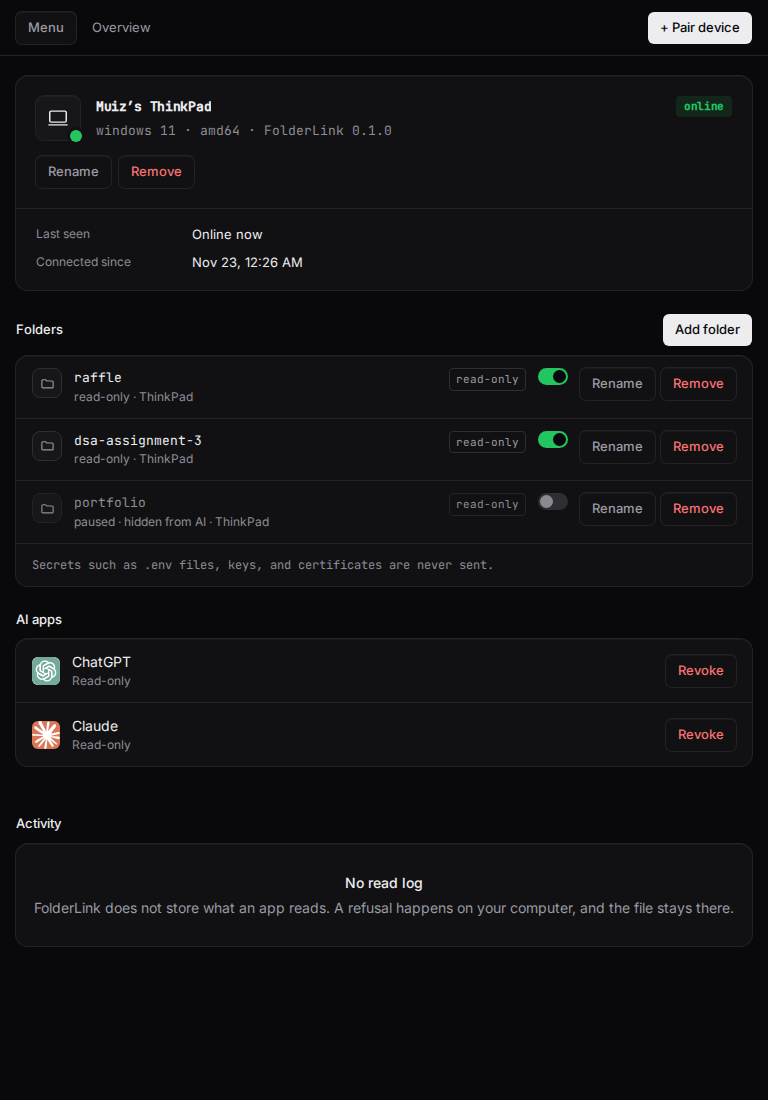 Menu
Overview
+ Pair device
Muiz’s ThinkPad
online
windows 11 · amd64 · FolderLink 0.1.0
Rename
Remove
Last seen
Online now
Connected since
Nov 23, 12:26 AM
Folders
Add folder
raffle
read-only · ThinkPad
read-only
Rename
Remove
dsa-assignment-3
read-only · ThinkPad
read-only
Rename
Remove
portfolio
paused · hidden from AI · ThinkPad
read-only
Rename
Remove
Secrets such as .env files, keys, and certificates are never sent.
AI apps
ChatGPT
Read-only
Revoke
Claude
Read-only
Revoke
Activity
No read log
FolderLink does not store what an app reads. A refusal happens on your computer, and the file stays there.